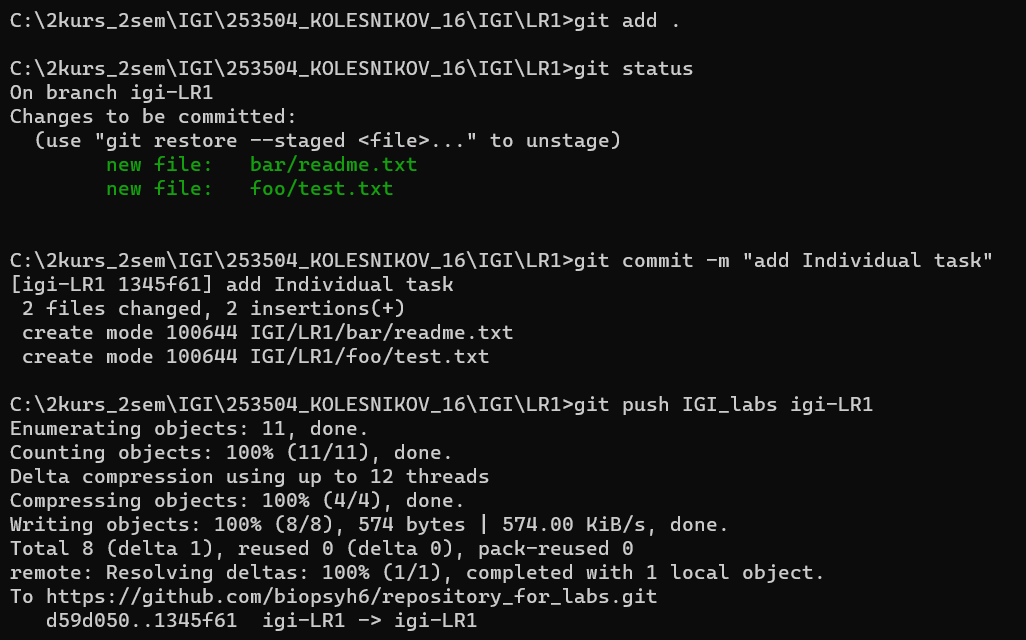 C:\2kurs_2sem\IGI\253504_KOLESNIKOV_16\IGI\LR1>git add .
C:\2kurs_2sem\IGI\253504_KOLESNIKOV_16\IGI\LR1>git status
On branch igi-LR1
Changes to be committed:
  (use "git restore --staged <file>..." to unstage)
        new file:   bar/readme.txt
        new file:   foo/test.txt
C:\2kurs_2sem\IGI\253504_KOLESNIKOV_16\IGI\LR1>git commit -m "add Individual task"
[igi-LR1 1345f61] add Individual task
 2 files changed, 2 insertions(+)
 create mode 100644 IGI/LR1/bar/readme.txt
 create mode 100644 IGI/LR1/foo/test.txt
C:\2kurs_2sem\IGI\253504_KOLESNIKOV_16\IGI\LR1>git push IGI_labs igi-LR1
Enumerating objects: 11, done.
Counting objects: 100% (11/11), done.
Delta compression using up to 12 threads
Compressing objects: 100% (4/4), done.
Writing objects: 100% (8/8), 574 bytes | 574.00 KiB/s, done.
Total 8 (delta 1), reused 0 (delta 0), pack-reused 0
remote: Resolving deltas: 100% (1/1), completed with 1 local object.
To https://github.com/biopsyh6/repository_for_labs.git
   d59d050..1345f61  igi-LR1 -> igi-LR1